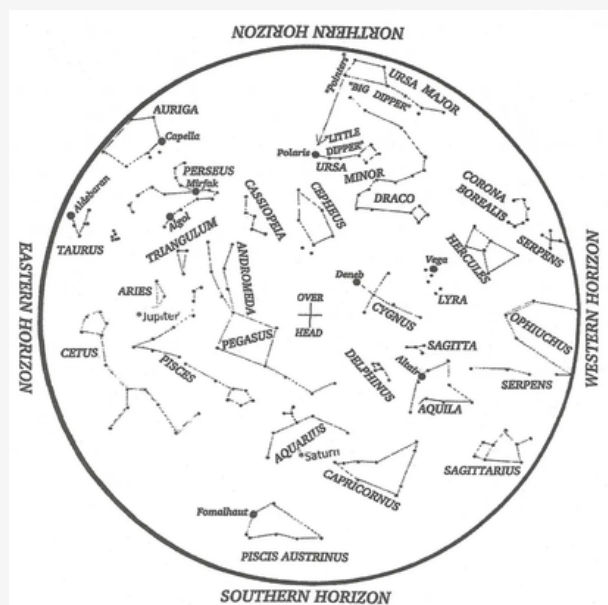 NORTHERN HORIZON
"Pointers"
URSA MAJOR
"BIG DIPPER"
AURIGA
Capella
"LITTLE
DIPPER"
Polaris
URSA
MINOR
PERSEUS
Mirfak
CASSIOPEIA
CEPHEUS
DRACO
CORONA
BOREALIS
SERPENS
HERCULES
Aldebaran
TAURUS
Algol
TRIANGULUM
ANDROMEDA
Vega
LYRA
Deneb
CYGNUS
EASTERN HORIZON
WESTERN HORIZON
ARIES
Jupiter
OVER
HEAD
OPHIUCHUS
CETUS
PISCES
PEGASUS
SAGITTA
DELPHINUS
Altair
AQUILA
SERPENS
AQUARIUS
Saturn
CAPRICORNUS
SAGITTARIUS
Fomalhaut
PISCIS AUSTRINUS
SOUTHERN HORIZON